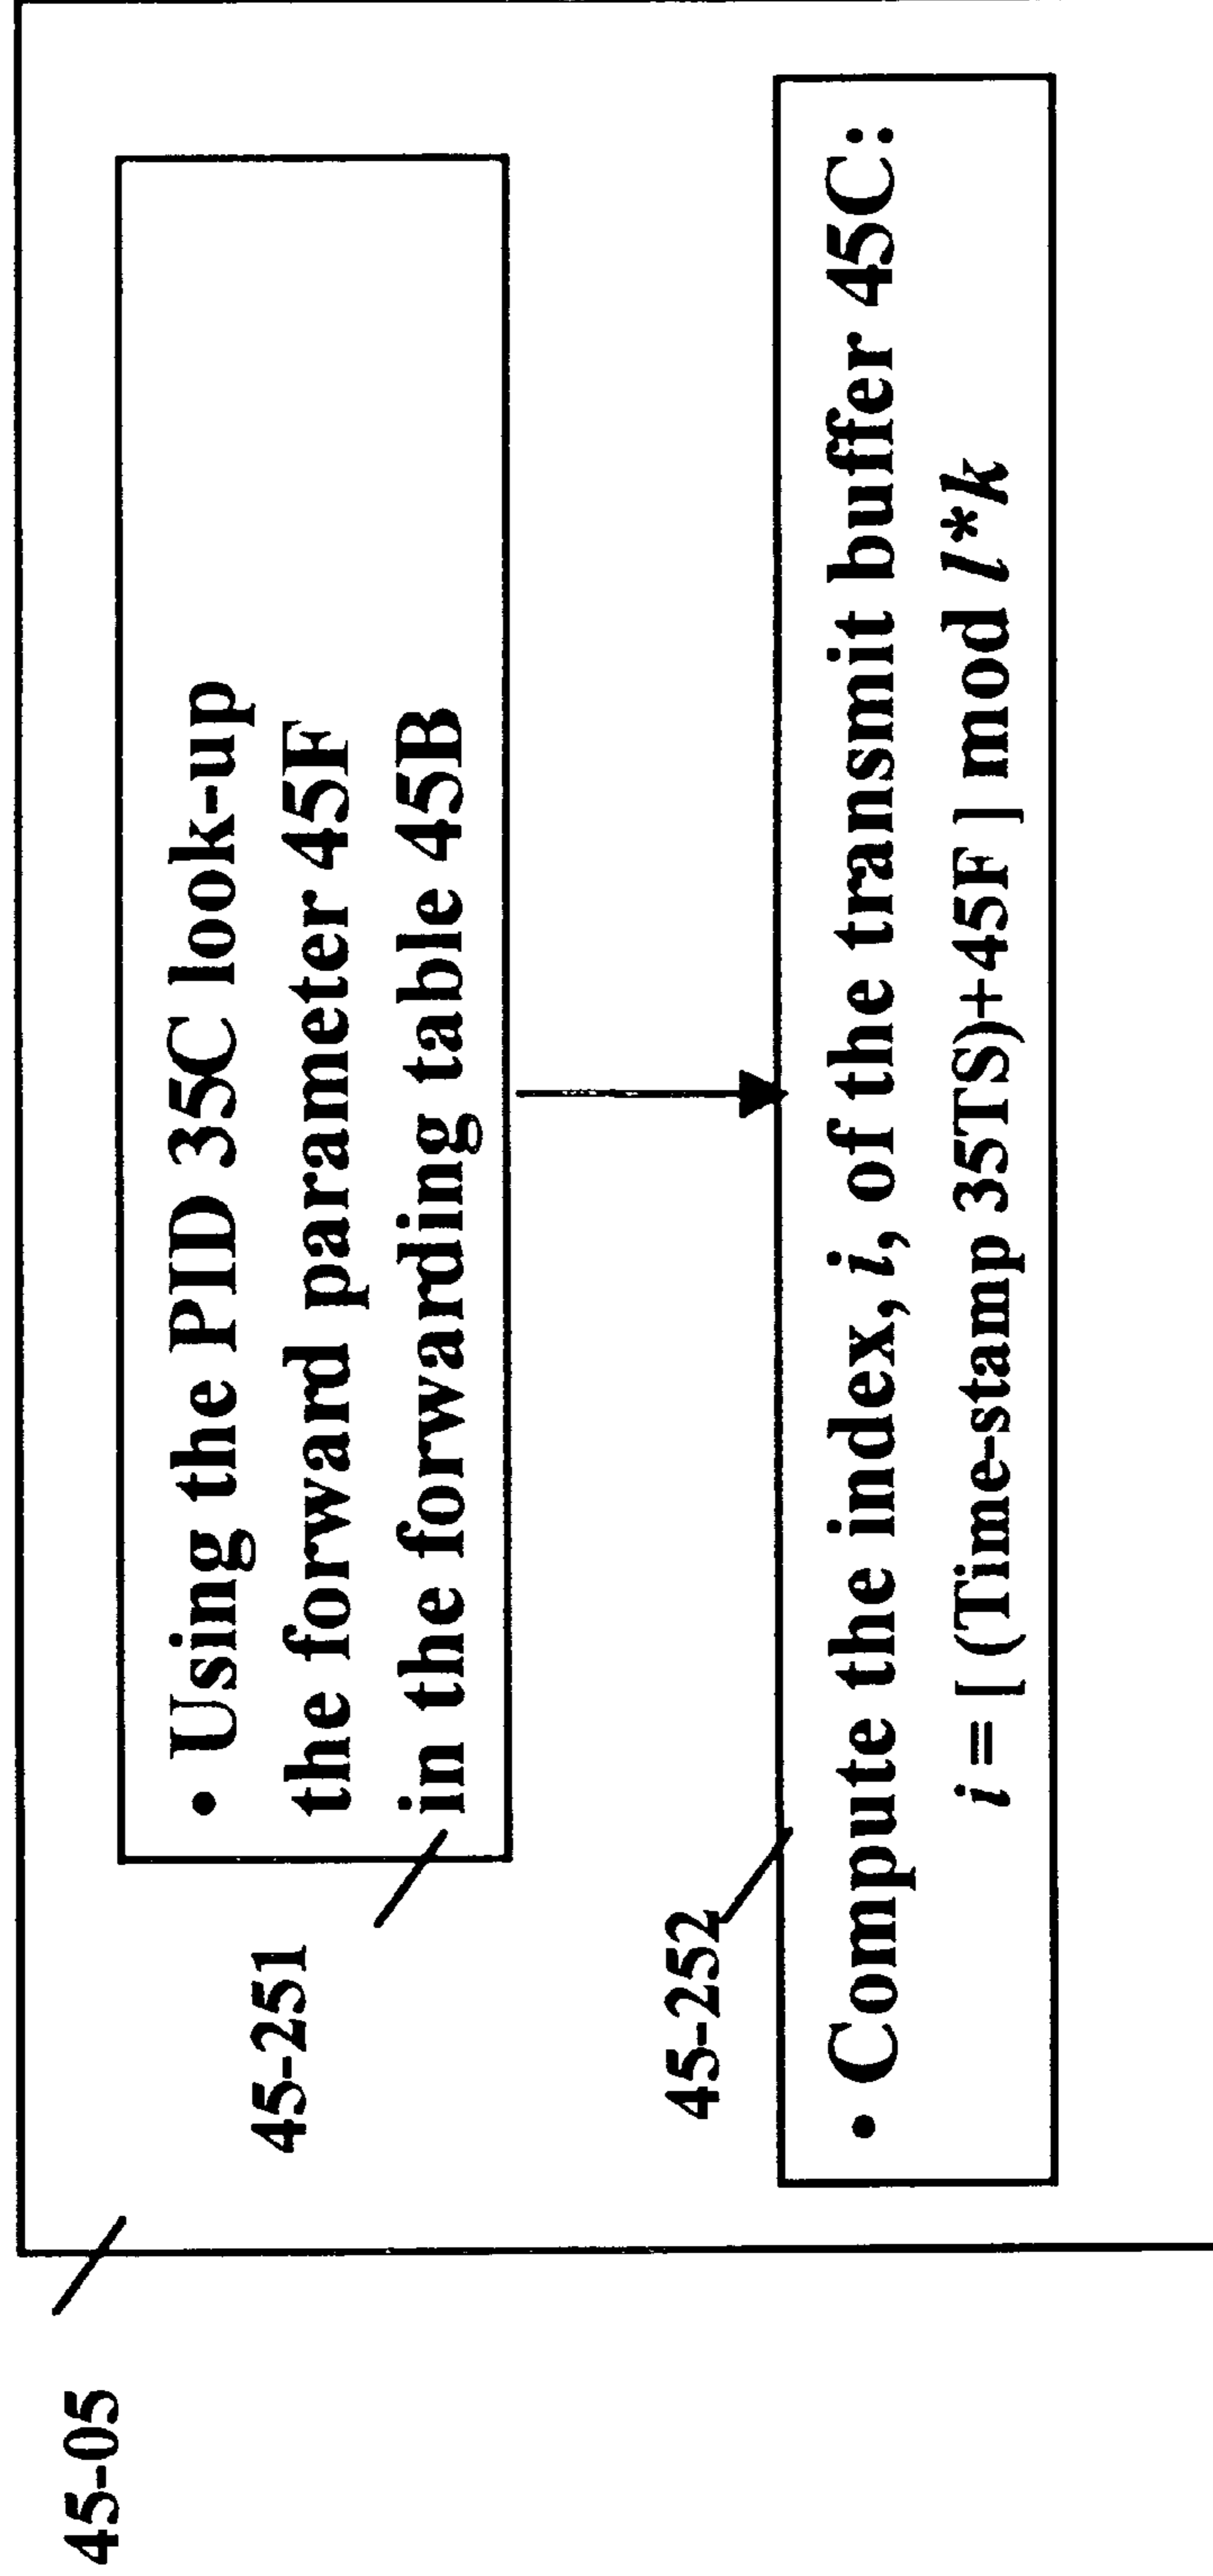 45-05
45-251
• Using the PID 35C look-up
the forward parameter 45F
in the forwarding table 45B
45-252
• Compute the index, i, of the transmit buffer 45C:
i = [ (Time-stamp 35TS)+45F ] mod l*k